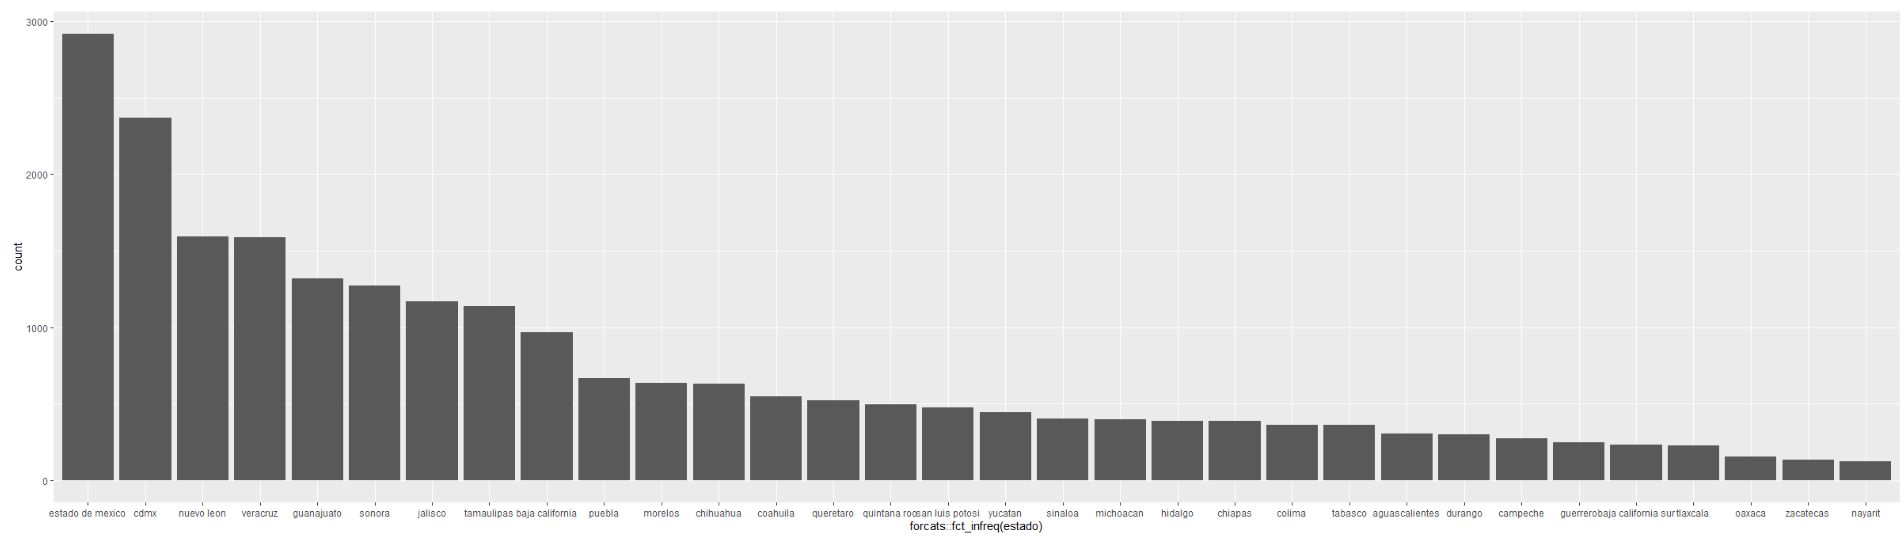 3000
2000
1000
0
count
estado de mexico cdmx nuevo leon veracruz guanajuato sonora jalisco tamaulipas baja california puebla morelos chihuahua coahuila queretaro quintana roo san luis potosi yucatan sinaloa michoacan hidalgo chiapas colima tabasco aguascalientes durango campeche guerrero baja california sur tlaxcala oaxaca zacatecas nayarit
forcats::fct_infreq(estado)